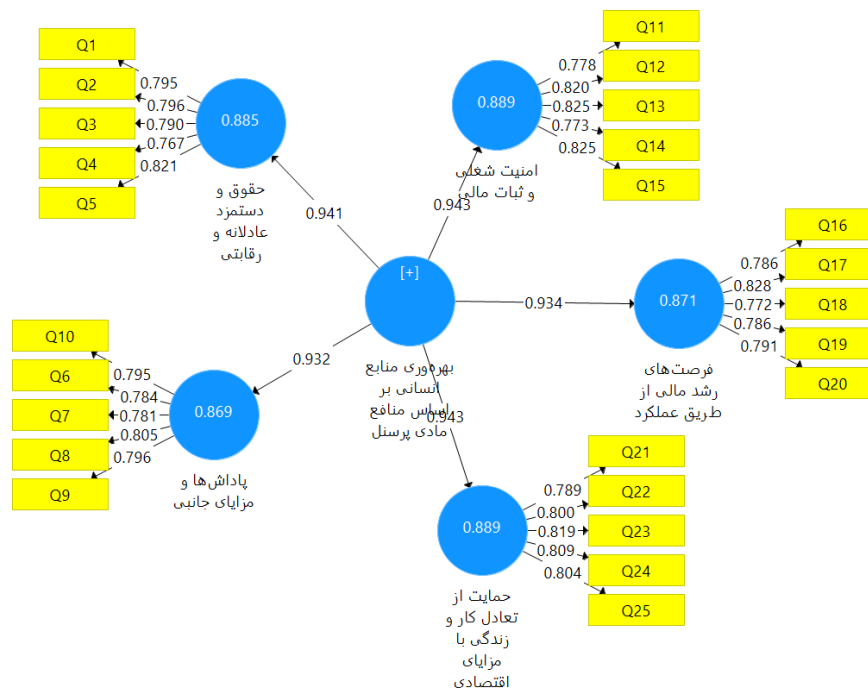 Q1
Q2
Q3
Q4
Q5
0.795
0.796
0.790
0.767
0.821
0.885
حقوق و
دستمزد
عادلانه و
رقابتی
0.941
Q11
Q12
Q13
Q14
Q15
0.778
0.820
0.825
0.773
0.825
0.889
امنیت شغلی
و ثبات مالی
0.943
[+]
بهره‌وری منابع
انسانی بر
اساس منافع
مادی پرسنل
0.934
Q16
Q17
Q18
Q19
Q20
0.786
0.828
0.772
0.786
0.791
0.871
فرصت‌های
رشد مالی از
طریق عملکرد
0.932
Q10
Q6
Q7
Q8
Q9
0.795
0.784
0.781
0.805
0.796
0.869
پاداش‌ها و
مزایای جانبی
0.943
Q21
Q22
Q23
Q24
Q25
0.789
0.800
0.819
0.809
0.804
0.889
حمایت از
تعادل کار و
زندگی با
مزایای
اقتصادی